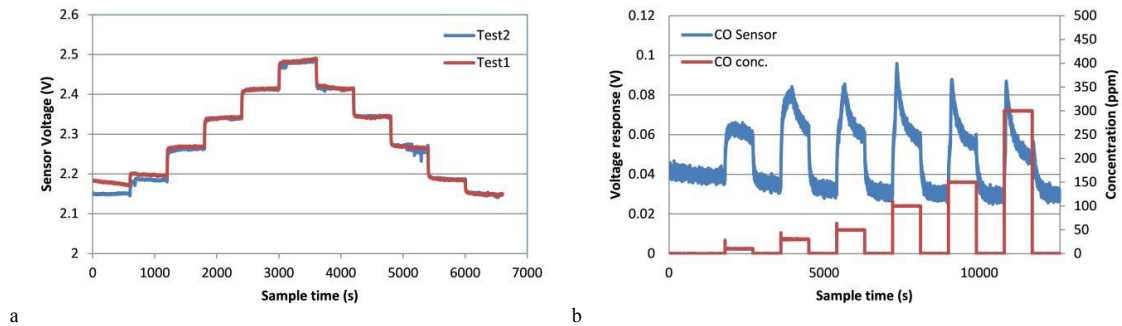 2.6
2.5
2.4
2.3
2.2
2.1
2
Sensor Voltage (V)
Test2
Test1
0 1000 2000 3000 4000 5000 6000 7000
Sample time (s)
a
0.12
0.1
0.08
0.06
0.04
0.02
0
Voltage response (V)
CO Sensor
CO conc.
500
450
400
350
300
250
200
150
100
50
0
Concentration (ppm)
0 5000 10000
Sample time (s)
b